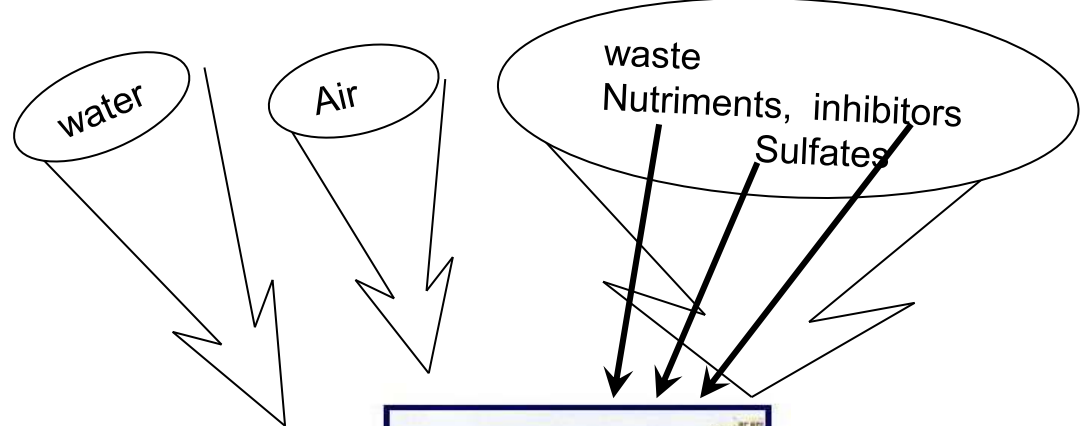 water
Air
waste
Nutriments, inhibitors
Sulfates